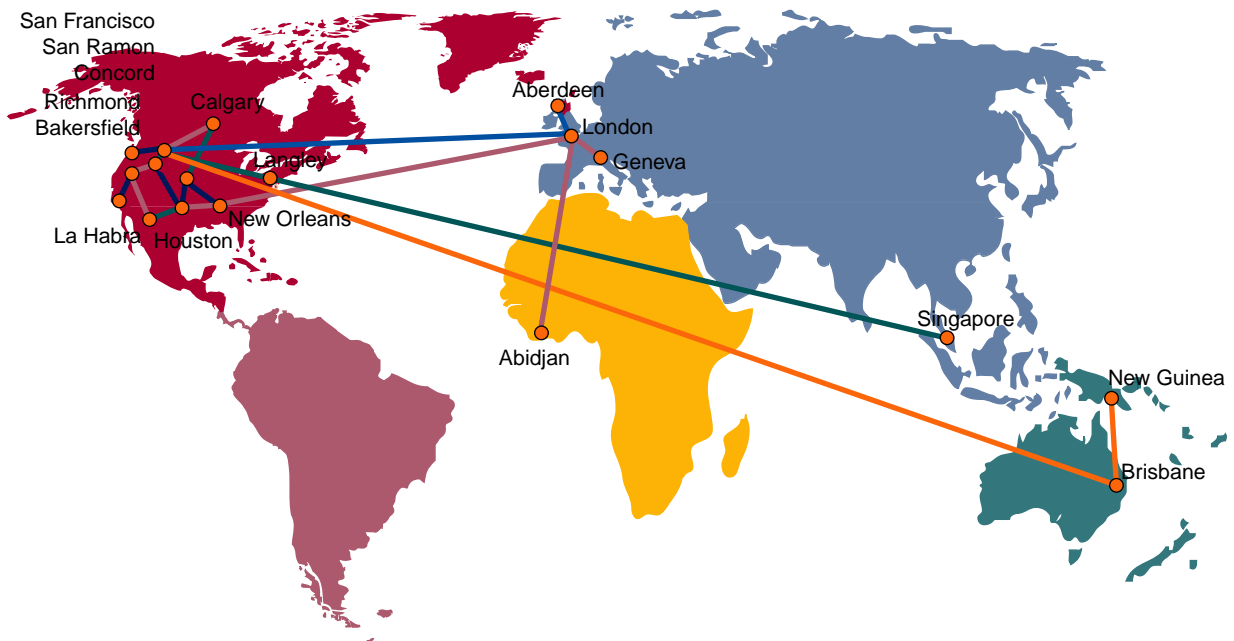 San Francisco
San Ramon
Concord
Richmond
Bakersfield
Calgary
Aberdeen
London
Langley
Geneva
New Orleans
La Habra
Houston
Singapore
Abidjan
New Guinea
Brisbane